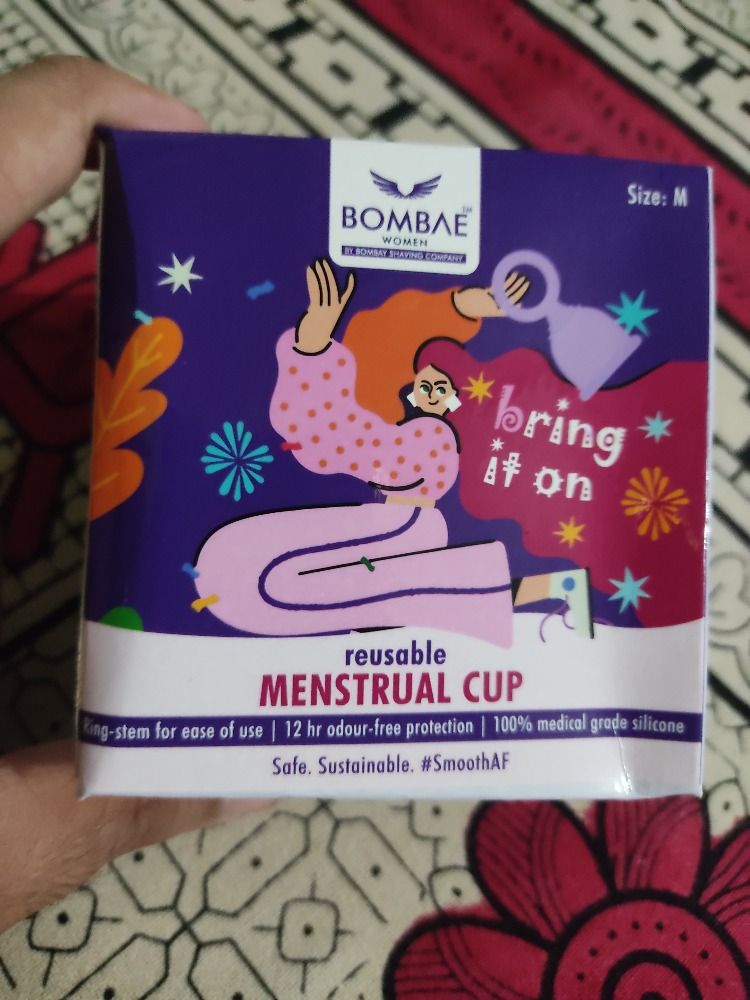 Size: M
BOMBAE™
WOMEN
BY BOMBAY SHAVING COMPANY
bring
it on
reusable
MENSTRUAL CUP
Ring-stem for ease of use | 12 hr odour-free protection | 100% medical grade silicone
Safe. Sustainable. #SmoothAF